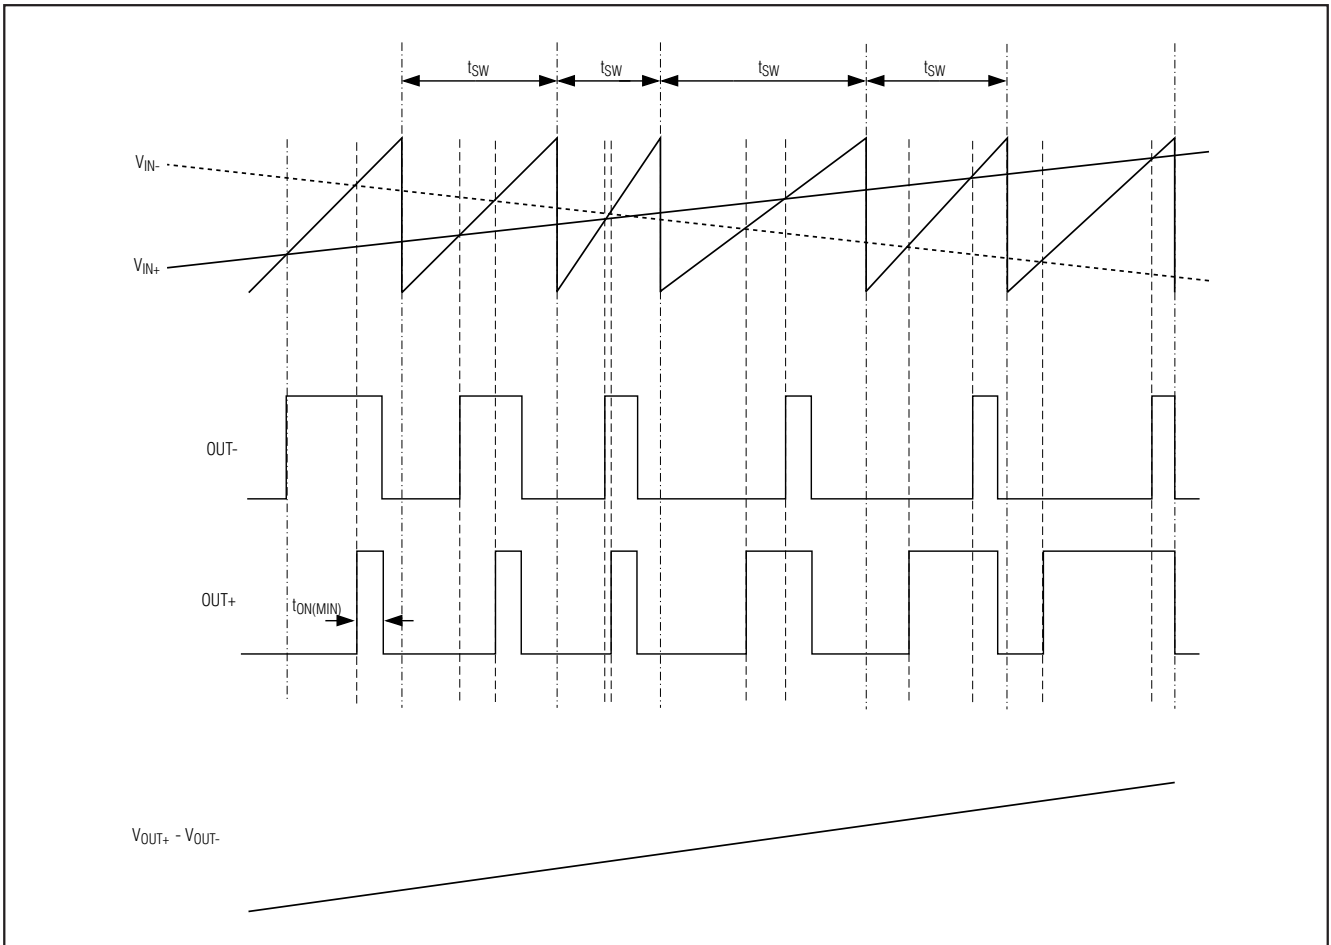 tSW tSW tSW tSW
VIN-
VIN+
OUT-
OUT+
tON(MIN)
VOUT+ - VOUT-